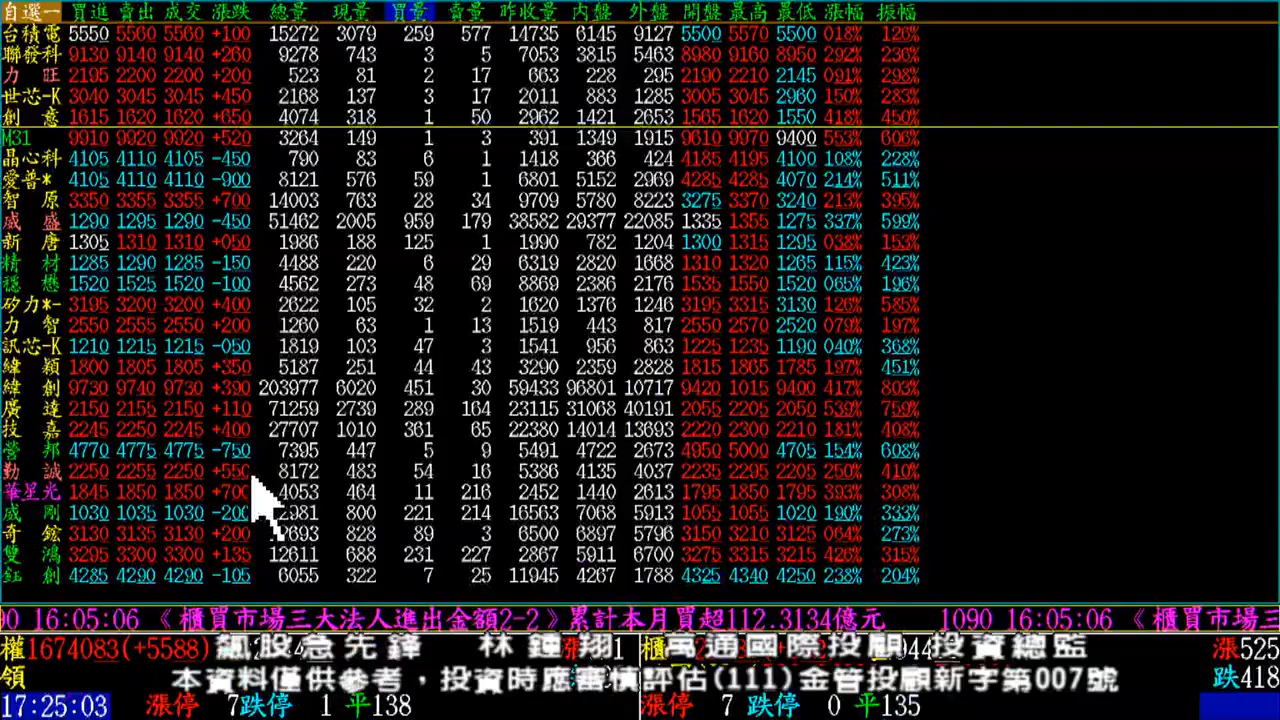 自選一 買進 賣出 成交 漲跌 總量 現量 買量 賣量 昨收量 內盤 外盤 開盤 最高 最低 漲幅 振幅
台積電 5550 5560 5560 +100 15272 3079 259 577 14735 6145 9127 5500 5570 5500 018% 126%
聯發科 9130 9140 9140 +260 9278 743 3 5 7053 3815 5463 8980 9160 8950 292% 236%
力旺 2195 2200 2200 +200 523 81 2 17 663 228 295 2190 2210 2145 091% 298%
世芯-K 3040 3045 3040 +450 2168 137 3 17 2011 883 1285 3005 3045 2960 150% 283%
創意 1615 1620 1620 +650 4074 318 1 50 2962 1421 2653 1565 1620 1550 418% 450%
M31 9910 9920 9920 +520 3264 149 1 3 391 1349 1915 9610 9970 9400 553% 606%
晶心科 4105 4110 4105 -450 790 83 6 1 1418 366 424 4185 4195 4100 108% 228%
愛普* 4105 4110 4110 -900 8121 576 59 1 6801 5152 2969 4285 4285 4070 214% 511%
智原 3350 3355 3355 +700 14003 763 28 34 9709 5780 8223 3275 3370 3240 213% 395%
威盛 1290 1295 1290 -450 51462 2005 959 179 38582 29377 22085 1335 1355 1275 337% 599%
新唐 1305 1310 1310 +050 1986 188 125 1 1990 782 1204 1300 1315 1295 038% 153%
精材 1285 1290 1285 -150 4488 220 6 29 6319 2820 1668 1310 1320 1265 115% 423%
穩懋 1520 1525 1520 -100 4562 273 48 69 8869 2386 2176 1535 1550 1520 065% 196%
矽力*- 3195 3200 3200 +400 2622 105 32 2 1620 1376 1246 3195 3315 3130 126% 585%
力智 2550 2555 2550 +200 1260 63 1 13 1519 443 817 2550 2570 2520 079% 197%
訊芯-K 1210 1215 1215 -050 1819 103 47 3 1541 956 863 1225 1235 1190 040% 368%
緯穎 1800 1805 1805 +350 5187 251 44 43 3290 2359 2828 1815 1865 1785 197% 451%
緯創 9730 9740 9730 +390 203977 6020 451 30 59433 96801 10717 9420 1015 9400 417% 803%
廣達 2150 2155 2150 +110 71259 2739 289 164 23115 31068 40191 2055 2205 2050 539% 759%
技嘉 2245 2250 2245 +400 27707 1010 361 65 22380 14014 13693 2220 2300 2210 181% 408%
營邦 4770 4775 4775 -750 7395 447 5 9 5491 4722 2673 4950 5000 4705 154% 608%
勤誠 2250 2255 2250 +550 8172 483 54 16 5386 4135 4037 2235 2295 2205 250% 410%
華星光 1845 1850 1850 +700 4053 464 11 216 2452 1440 2613 1795 1850 1795 393% 308%
威剛 1030 1035 1030 -200 2981 800 221 214 16563 7068 5913 1055 1055 1020 190% 333%
奇鋐 3130 3135 3130 +200 693 828 89 3 6500 6897 5796 3150 3210 3125 064% 273%
雙鴻 3295 3300 3300 +135 12611 688 231 227 2867 5911 6700 3275 3315 3215 426% 315%
鈺創 4285 4290 4290 -105 6055 322 7 25 11945 4267 1788 4325 4340 4250 238% 204%
00 16:05:06 《櫃買市場三大法人進出金額2-2》累計本月買超112.3134億元 1090 16:05:06 《櫃買市場三
權1674083(+5588) 飆股急先鋒 林鍾翔 櫃 萬通國際投顧 投資總監 944 漲525
領 本資料僅供參考，投資時應審慎評估(111)金管投顧新字第007號 跌418
17:25:03 漲停 7跌停 1 平138 漲停 7 跌停 0 平135